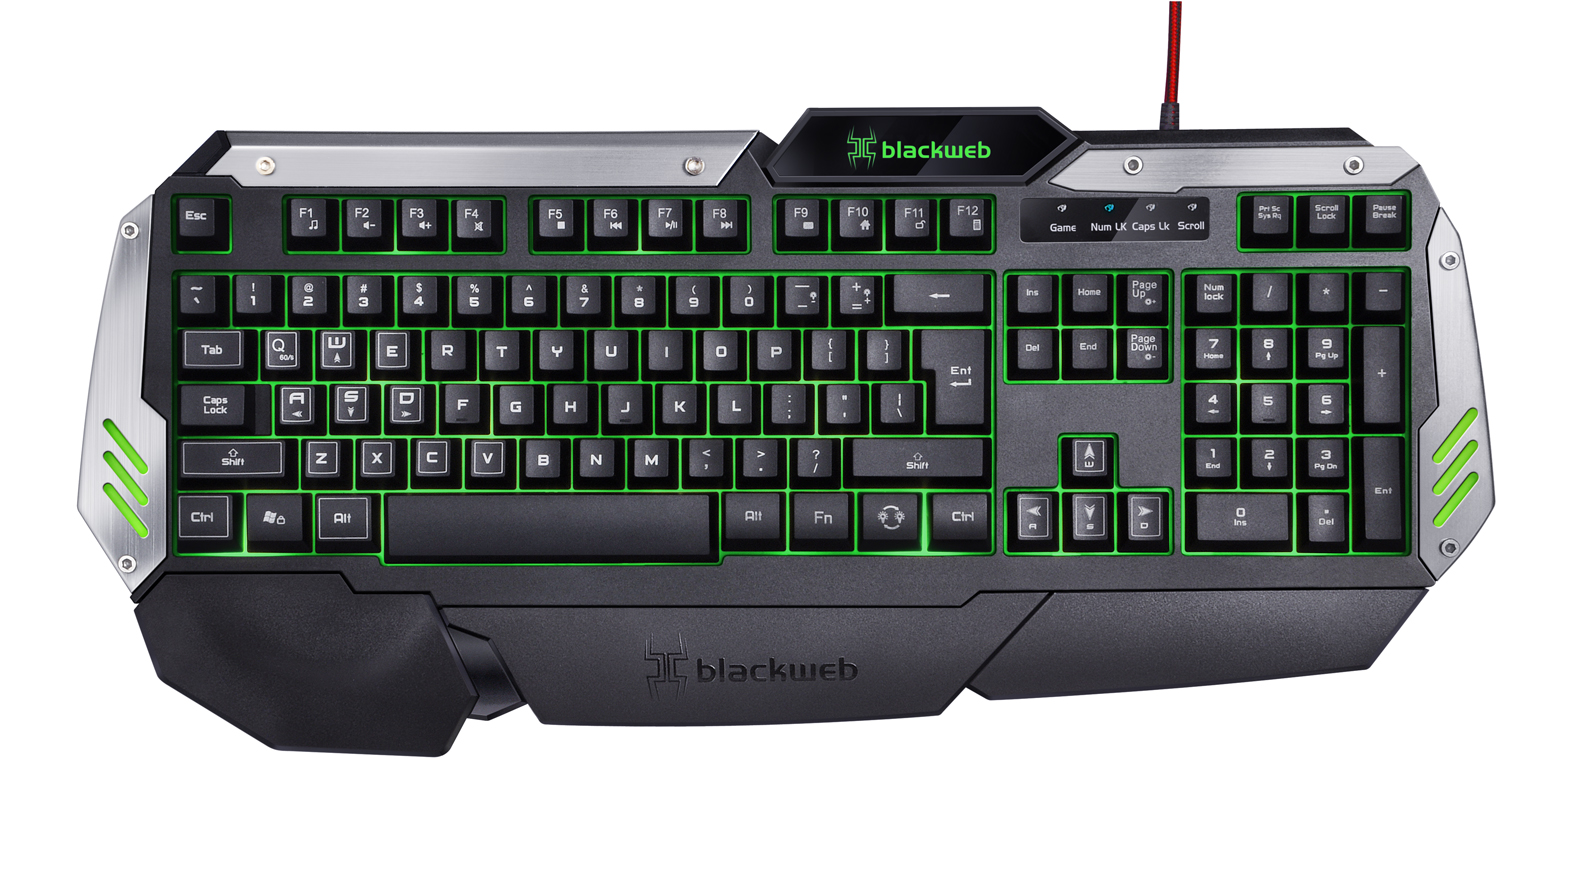 blackweb
Esc F1 F2 F3 F4 F5 F6 F7 F8 F9 F10 F11 F12
Game Num LK Caps Lk Scroll
Prt Sc Sys Rq Scroll Lock Pause Break
~ ` ! 1 @ 2 # 3 $ 4 % 5 ^ 6 & 7 * 8 ( 9 ) 0 _ - + = Ins Home Page Up Num lock / * -
Tab Q 60/s W E R T Y U I O P { [ } ] Ent Del End Page Down 7 Home 8 9 Pg Up +
Caps Lock A S D F G H J K L : ; " ' | \ 4 5 6
Shift Z X C V B N M < , > . ? / Shift W 1 End 2 3 Pg Dn Ent
Ctrl Alt Alt Fn Ctrl A S D 0 Ins . Del
blackweb